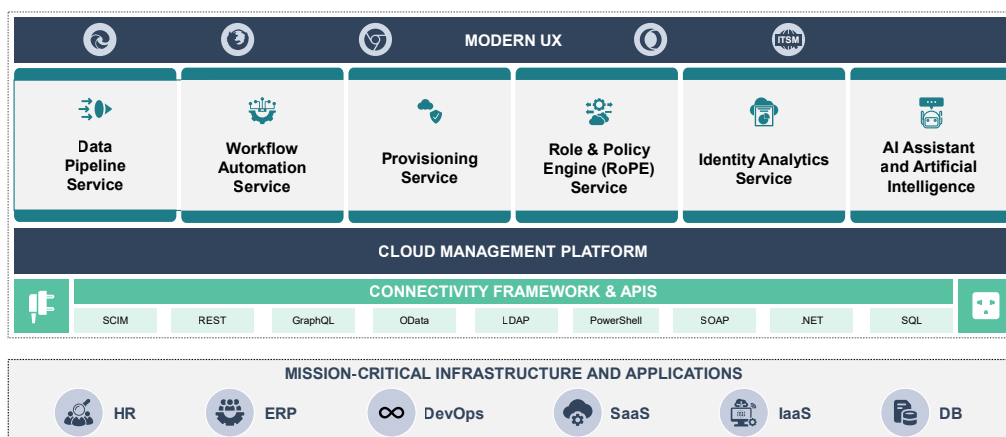 MODERN UX
ITSM
Data
Pipeline
Service
Workflow
Automation
Service
Provisioning
Service
Role & Policy
Engine (RoPE)
Service
Identity Analytics
Service
AI Assistant
and Artificial
Intelligence
CLOUD MANAGEMENT PLATFORM
CONNECTIVITY FRAMEWORK & APIS
SCIM
REST
GraphQL
OData
LDAP
PowerShell
SOAP
.NET
SQL
MISSION-CRITICAL INFRASTRUCTURE AND APPLICATIONS
HR
ERP
DevOps
SaaS
IaaS
DB